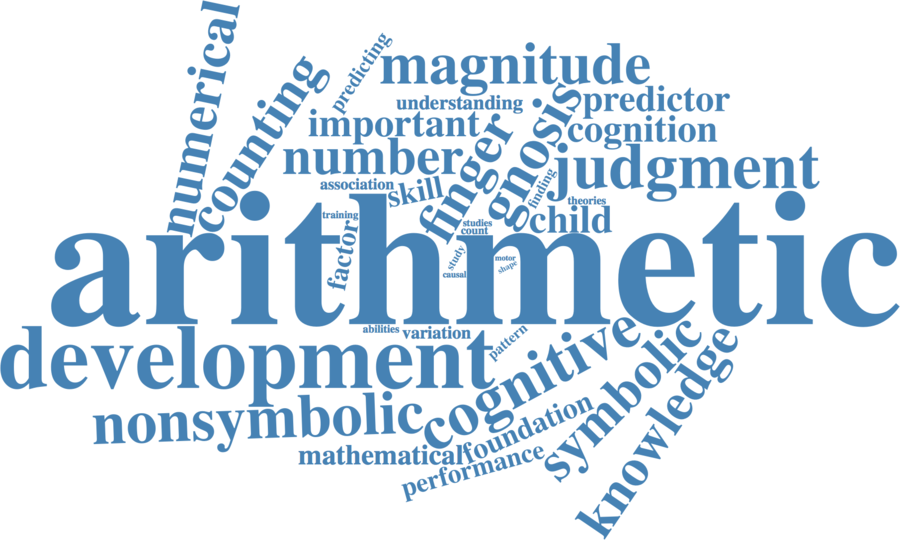 numerical
counting
predicting
magnitude
understanding
predictor
important
cognition
number
finger
gnosis
judgment
association
skill
finding
theories
training
child
factor
studies
count
study
motor
shape
causal
arithmetic
abilities
variation
pattern
development
cognitive
symbolic
knowledge
nonsymbolic
foundation
mathematical
performance